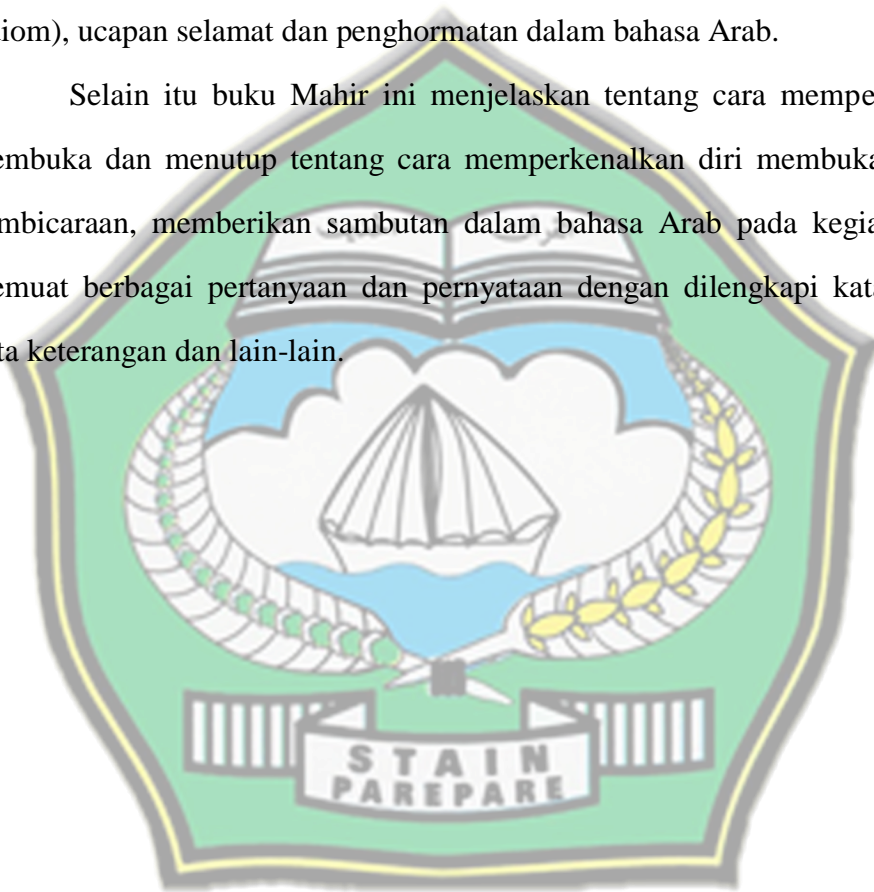 diom), ucapan selamat dan penghormatan dalam bahasa Arab.
Selain itu buku Mahir ini menjelaskan tentang cara mempe
embuka dan menutup tentang cara memperkenalkan diri membuka
mbicaraan, memberikan sambutan dalam bahasa Arab pada kegia
emuat berbagai pertanyaan dan pernyataan dengan dilengkapi kata
ta keterangan dan lain-lain.
STAIN
PAREPARE